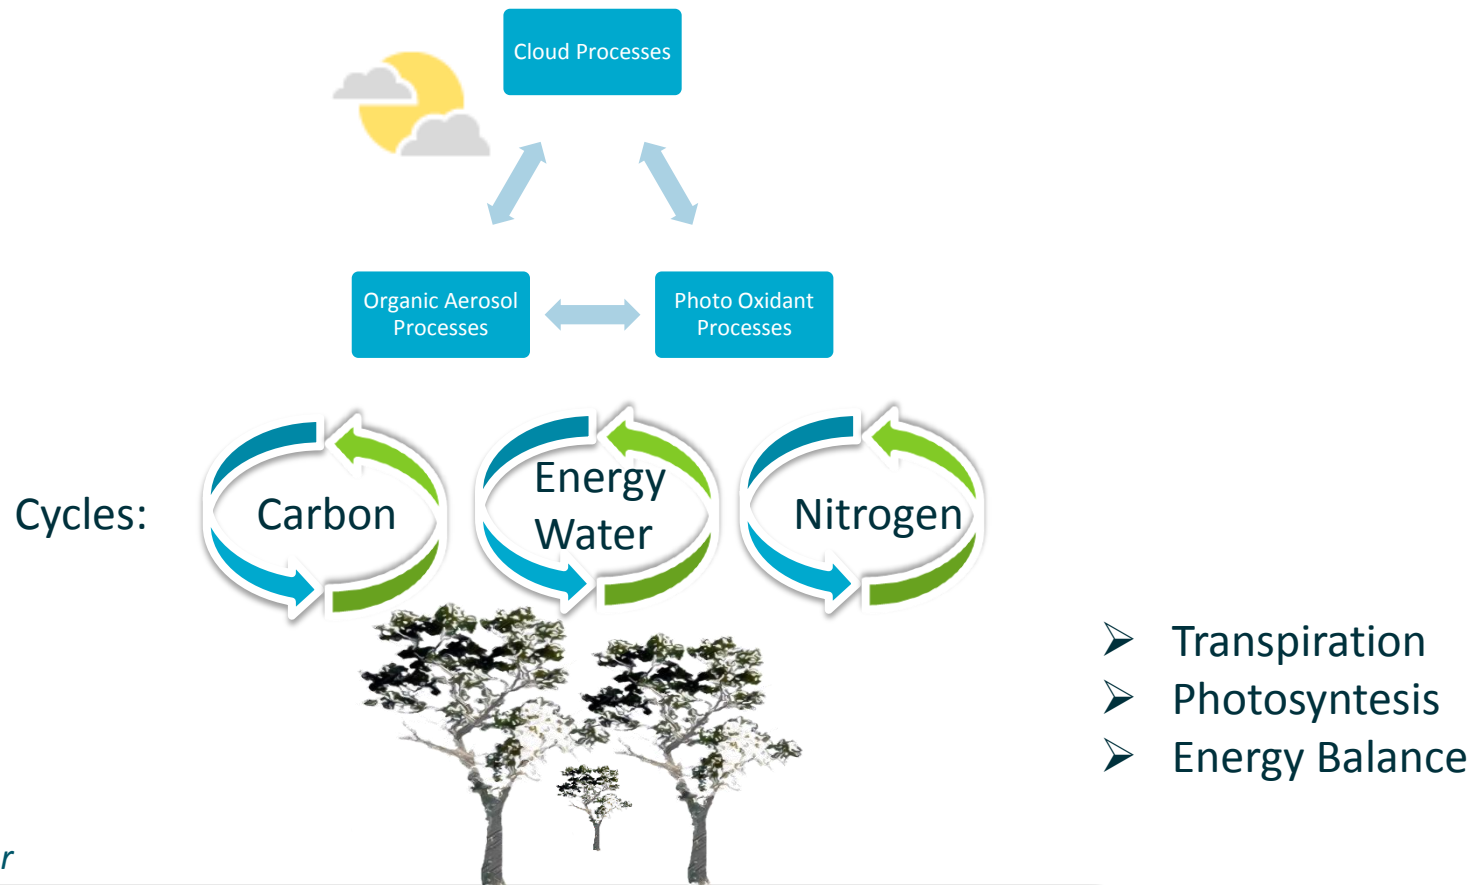 Cloud Processes
Organic Aerosol
Processes
Photo Oxidant
Processes
Cycles:
Carbon
Energy
Water
Nitrogen
➢ Transpiration
➢ Photosyntesis
➢ Energy Balance
r